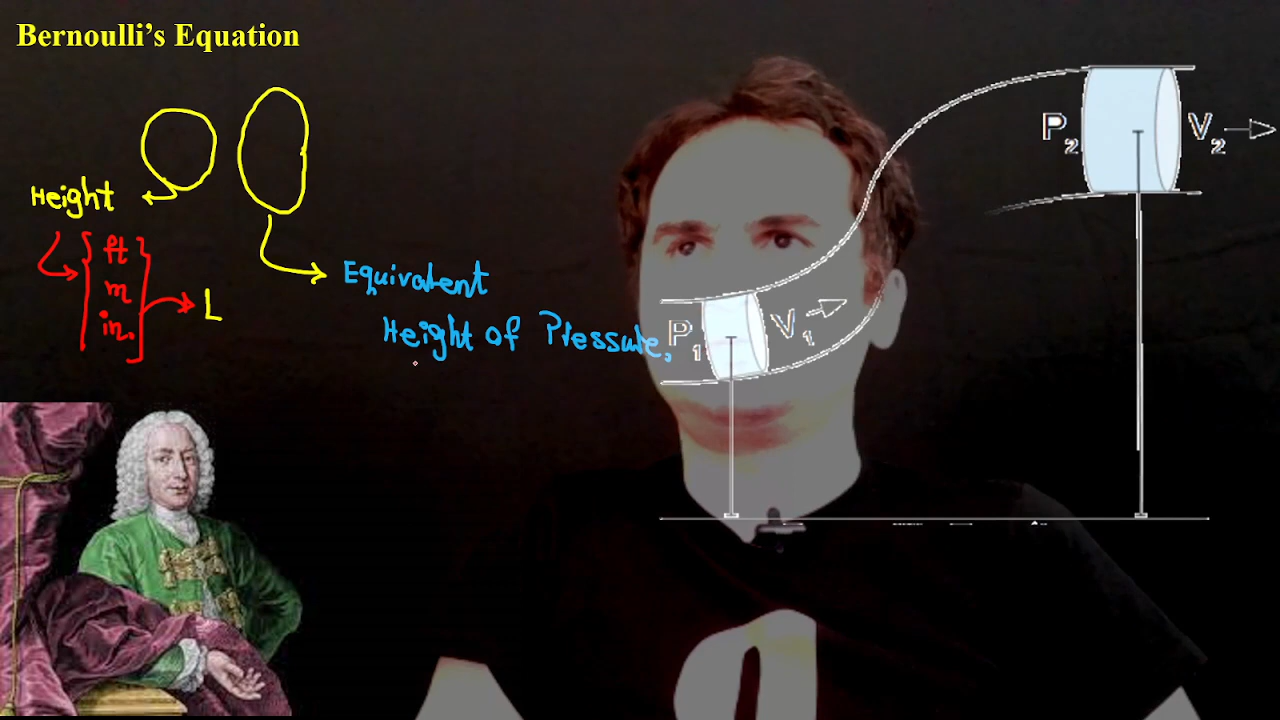 Bernoulli's Equation
Height
ft
m
in.
L
Equivalent
Height of Pressure,
P1
V1
P2
V2